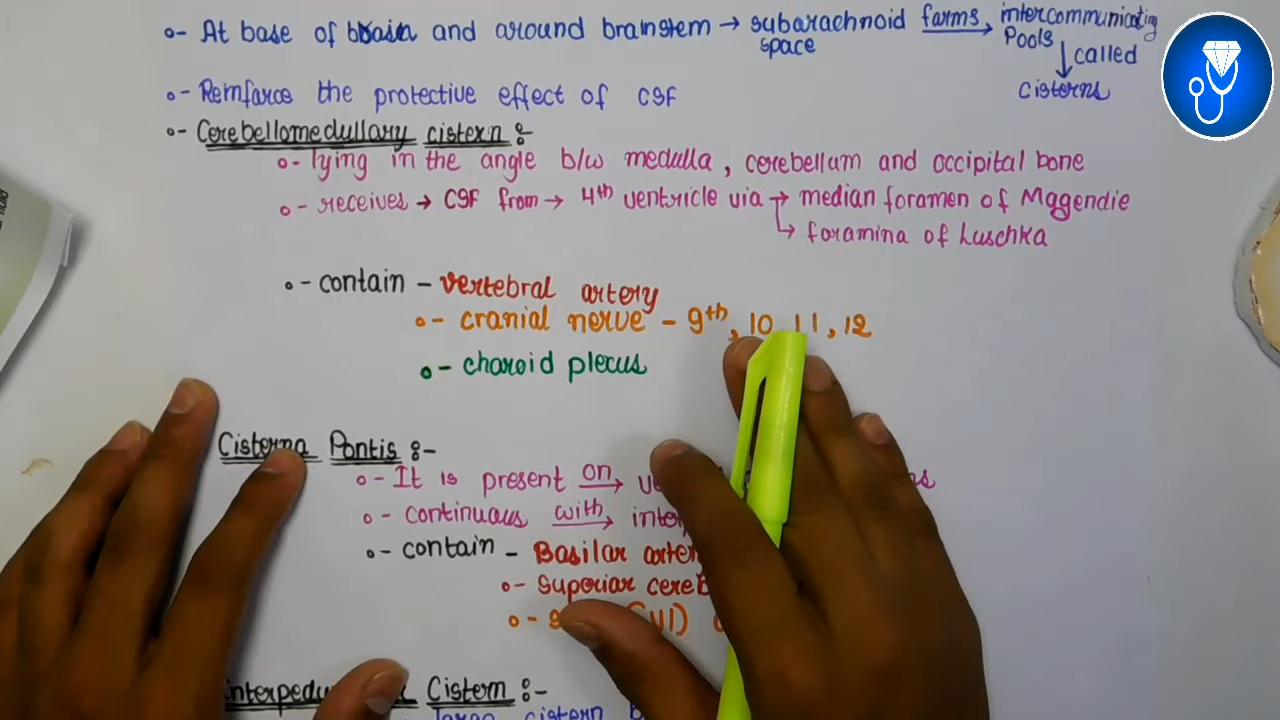 o- At base of brain and around brainstem → subarachnoid space forms → intercommunicating Pools
↓ called
Cisterns
o- Reinforce the protective effect of CSF
o- Cerebellomedullary cistern :-
o- lying in the angle b/w medulla, cerebellum and occipital bone
o- receives → CSF from → 4th ventricle via → median foramen of Magendie
↳ foramina of Luschka
o- contain - vertebral artery
o- cranial nerve - 9th, 10, 11, 12
o- choroid plexus
Cisterna Pontis :-
o- It is present on →
o- continuous with →
o- contain - Basilar
o- Superior
o- (VI)
Cistern :-
large cistern